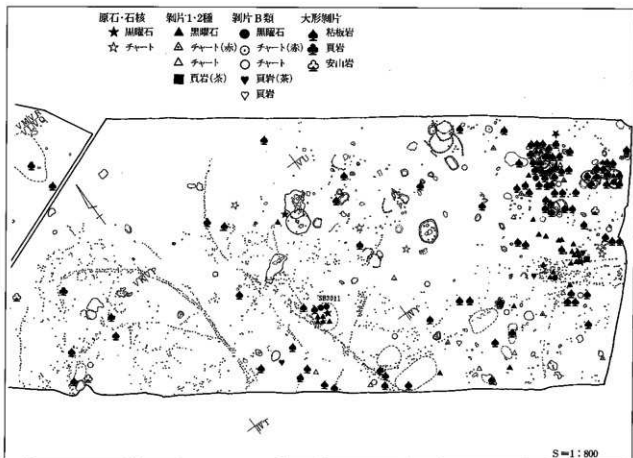 原石・石核 剝片1・2種 剝片B類 大形剝片
★ 黒曜石 ▲ 黒曜石 ● 黒曜石 ♠ 粘板岩
☆ チャート チャート(赤) ⊙ チャート(赤) ♣ 頁岩
△ チャート ○ チャート ♧ 安山岩
■ 頁岩(茶) ♥ 頁岩(茶)
♡ 頁岩
SB3011
S=1:800